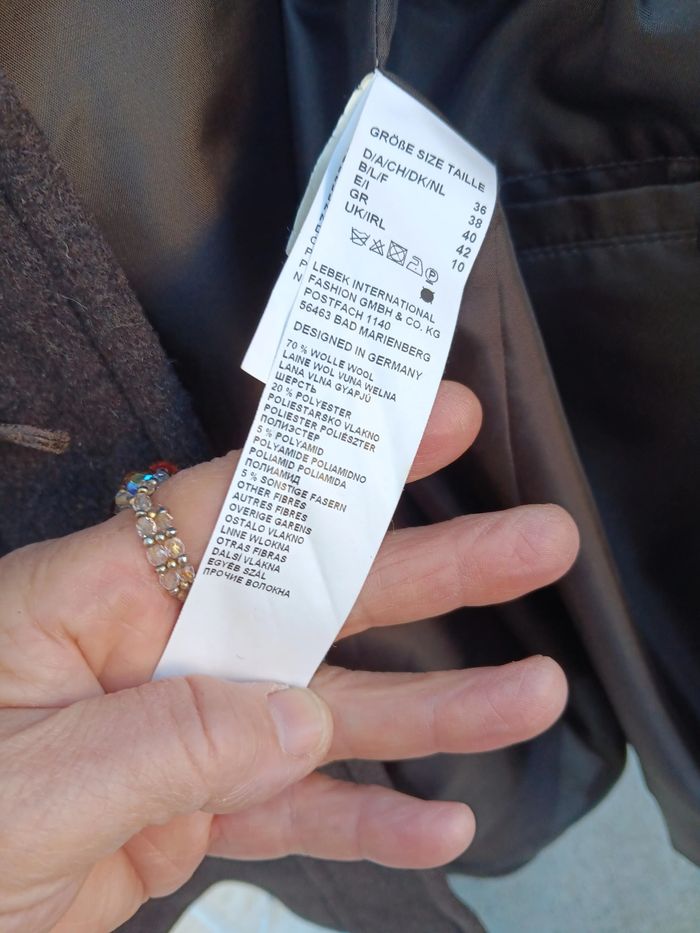 GRÖßE SIZE TAILLE
D/A/CH/DK/NL 36
B/L/F 38
E/I 40
GR 42
UK/IRL 10
LEBEK INTERNATIONAL
FASHION GMBH & CO. KG
POSTFACH 1140
56463 BAD MARIENBERG
DESIGNED IN GERMANY
70 % WOLLE WOOL
LAINE WOL VUNA WELNA
LANA VLNA GYAPJÚ
ШЕРСТЬ
20 % POLYESTER
POLIESTARSKO VLAKNO
POLIESTER POLIÉSZTER
ПОЛИЭСТЕР
5 % POLYAMID
POLYAMIDE POLIAMIDNO
POLIAMID POLIAMIDA
ПОЛИАМИД
5 % SONSTIGE FASERN
OTHER FIBRES
AUTRES FIBRES
OVERIGE GARENS
OSTALO VLAKNO
LNNE WLOKNA
OTRAS FIBRAS
DALSÍ VLÁKNA
EGYÉB SZÁL
ПРОЧИЕ ВОЛОКНА